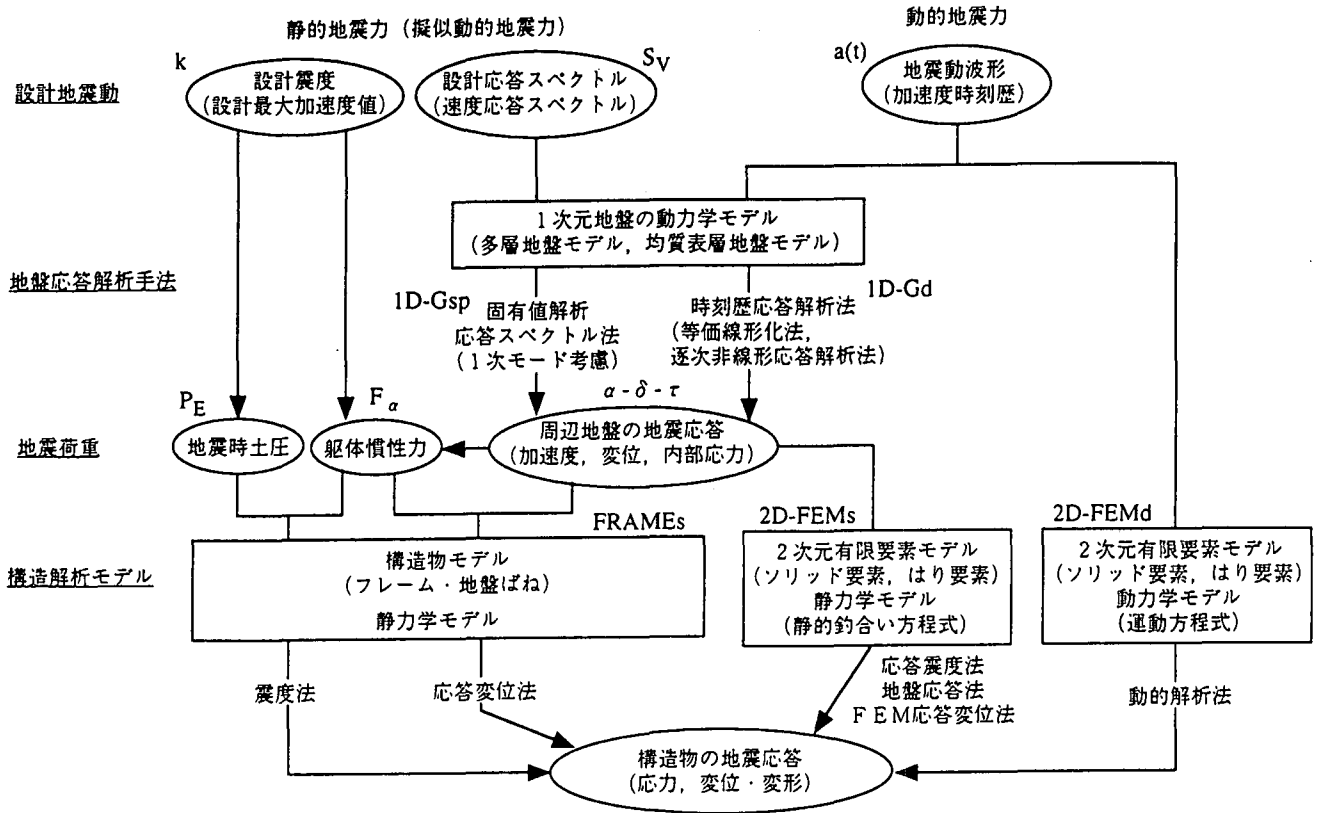 静的地震力（擬似動的地震力）
動的地震力
設計地震動
k
設計震度
(設計最大加速度値)
設計応答スペクトル
(速度応答スペクトル)
SV
a(t)
地震動波形
(加速度時刻歴)
1次元地盤の動力学モデル
(多層地盤モデル，均質表層地盤モデル)
地盤応答解析手法
1D-Gsp
固有値解析
応答スペクトル法
(1次モード考慮)
時刻歴応答解析法
(等価線形化法,
逐次非線形応答解析法)
1D-Gd
地震荷重
PE
地震時土圧
Fα
躯体慣性力
α-δ-τ
周辺地盤の地震応答
(加速度，変位，内部応力)
構造解析モデル
FRAMEs
構造物モデル
(フレーム・地盤ばね)
静力学モデル
2D-FEMs
2次元有限要素モデル
(ソリッド要素，はり要素)
静力学モデル
(静的釣合い方程式)
2D-FEMd
2次元有限要素モデル
(ソリッド要素，はり要素)
動力学モデル
(運動方程式)
震度法
応答変位法
応答震度法
地盤応答法
FEM応答変位法
動的解析法
構造物の地震応答
(応力，変位・変形)